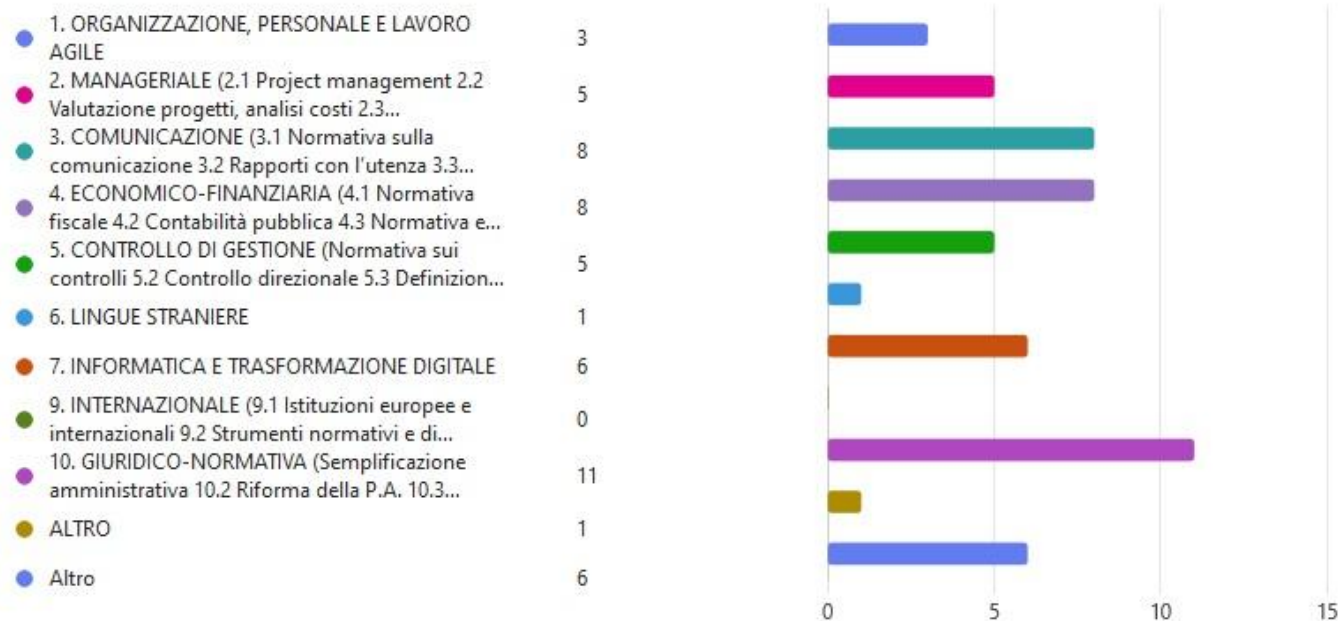 1. ORGANIZZAZIONE, PERSONALE E LAVORO
AGILE
3
2. MANAGERIALE (2.1 Project management 2.2
Valutazione progetti, analisi costi 2.3...
5
3. COMUNICAZIONE (3.1 Normativa sulla
comunicazione 3.2 Rapporti con l'utenza 3.3...
8
4. ECONOMICO-FINANZIARIA (4.1 Normativa
fiscale 4.2 Contabilità pubblica 4.3 Normativa e...
8
5. CONTROLLO DI GESTIONE (Normativa sui
controlli 5.2 Controllo direzionale 5.3 Definizion...
5
6. LINGUE STRANIERE
1
7. INFORMATICA E TRASFORMAZIONE DIGITALE
6
9. INTERNAZIONALE (9.1 Istituzioni europee e
internazionali 9.2 Strumenti normativi e di...
0
10. GIURIDICO-NORMATIVA (Semplificazione
amministrativa 10.2 Riforma della P.A. 10.3...
11
ALTRO
1
Altro
6
0 5 10 15